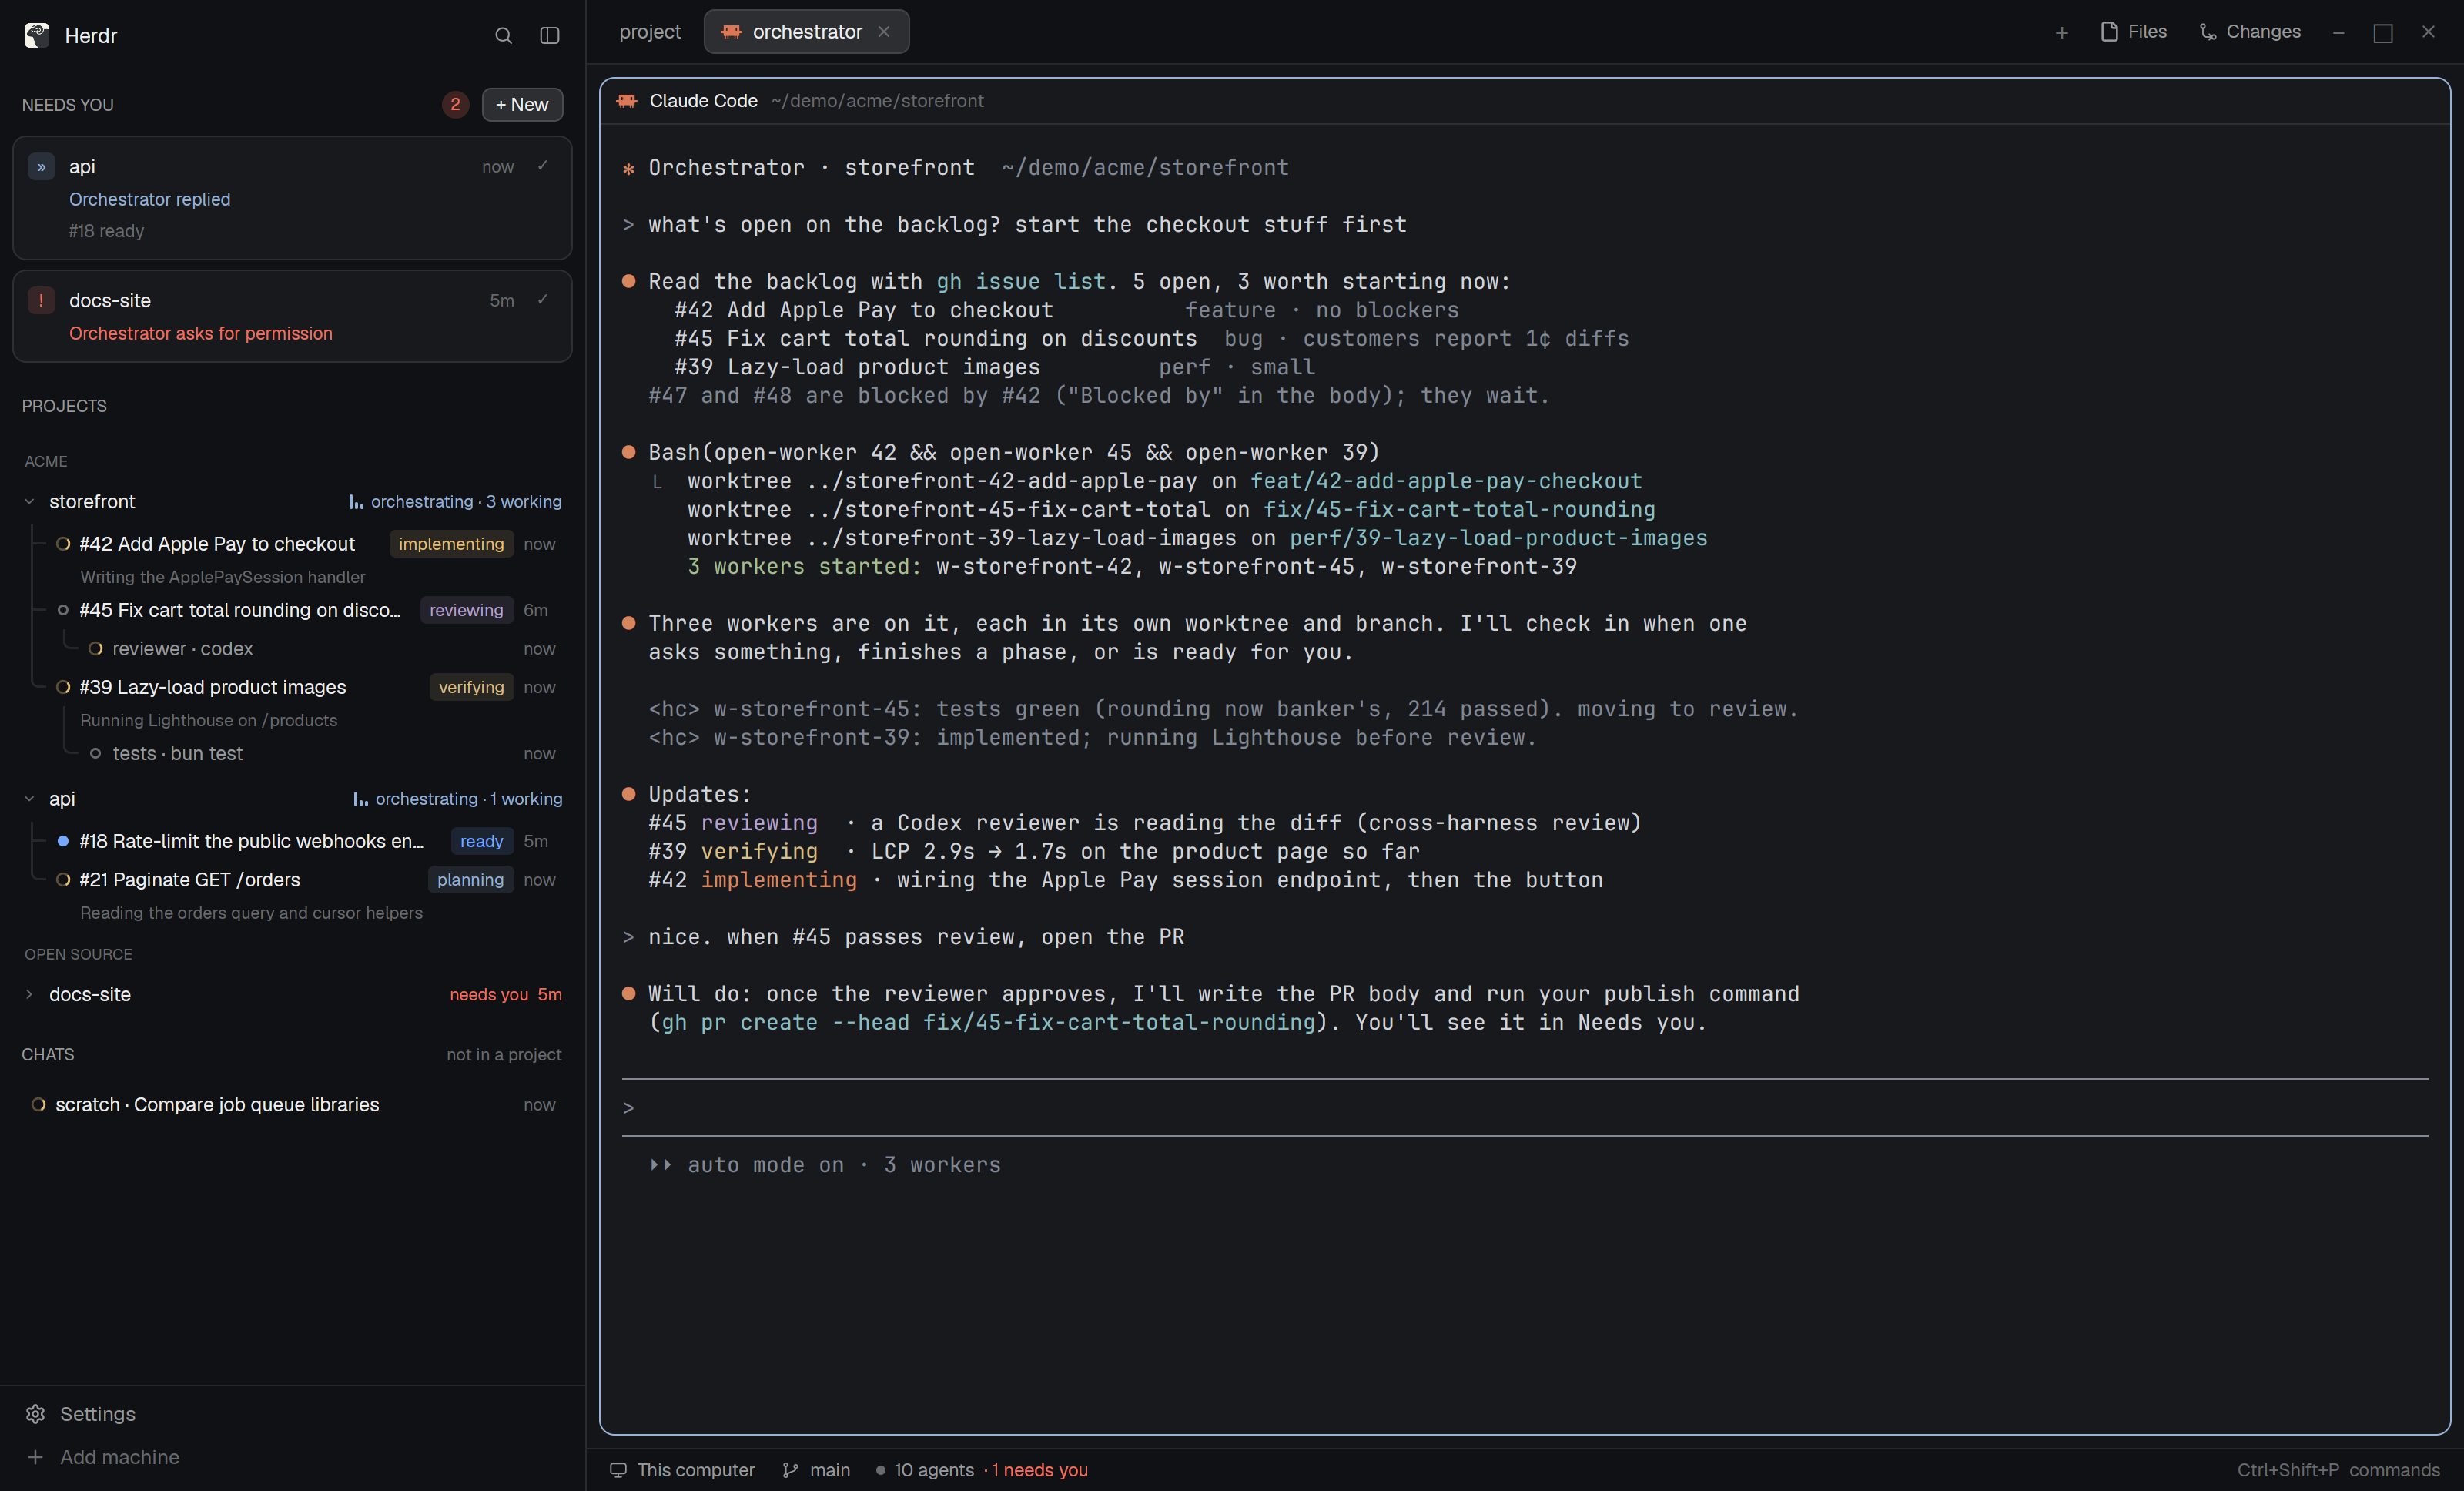 Herdr
NEEDS YOU 2 + New
» api now ✓
Orchestrator replied
#18 ready
! docs-site 5m ✓
Orchestrator asks for permission
PROJECTS
ACME
storefront orchestrating · 3 working
#42 Add Apple Pay to checkout implementing now
Writing the ApplePaySession handler
#45 Fix cart total rounding on disco... reviewing 6m
reviewer · codex now
#39 Lazy-load product images verifying now
Running Lighthouse on /products
tests · bun test now
api orchestrating · 1 working
#18 Rate-limit the public webhooks en... ready 5m
#21 Paginate GET /orders planning now
Reading the orders query and cursor helpers
OPEN SOURCE
docs-site needs you 5m
CHATS not in a project
scratch · Compare job queue libraries now
Settings
+ Add machine
project orchestrator × + Files Changes
Claude Code ~/demo/acme/storefront
✻ Orchestrator · storefront ~/demo/acme/storefront
> what's open on the backlog? start the checkout stuff first
● Read the backlog with gh issue list. 5 open, 3 worth starting now:
#42 Add Apple Pay to checkout feature · no blockers
#45 Fix cart total rounding on discounts bug · customers report 1¢ diffs
#39 Lazy-load product images perf · small
#47 and #48 are blocked by #42 ("Blocked by" in the body); they wait.
● Bash(open-worker 42 && open-worker 45 && open-worker 39)
└ worktree ../storefront-42-add-apple-pay on feat/42-add-apple-pay-checkout
worktree ../storefront-45-fix-cart-total on fix/45-fix-cart-total-rounding
worktree ../storefront-39-lazy-load-images on perf/39-lazy-load-product-images
3 workers started: w-storefront-42, w-storefront-45, w-storefront-39
● Three workers are on it, each in its own worktree and branch. I'll check in when one
asks something, finishes a phase, or is ready for you.
<hc> w-storefront-45: tests green (rounding now banker's, 214 passed). moving to review.
<hc> w-storefront-39: implemented; running Lighthouse before review.
● Updates:
#45 reviewing · a Codex reviewer is reading the diff (cross-harness review)
#39 verifying · LCP 2.9s → 1.7s on the product page so far
#42 implementing · wiring the Apple Pay session endpoint, then the button
> nice. when #45 passes review, open the PR
● Will do: once the reviewer approves, I'll write the PR body and run your publish command
(gh pr create --head fix/45-fix-cart-total-rounding). You'll see it in Needs you.
>
⏵⏵ auto mode on · 3 workers
This computer main 10 agents · 1 needs you Ctrl+Shift+P commands